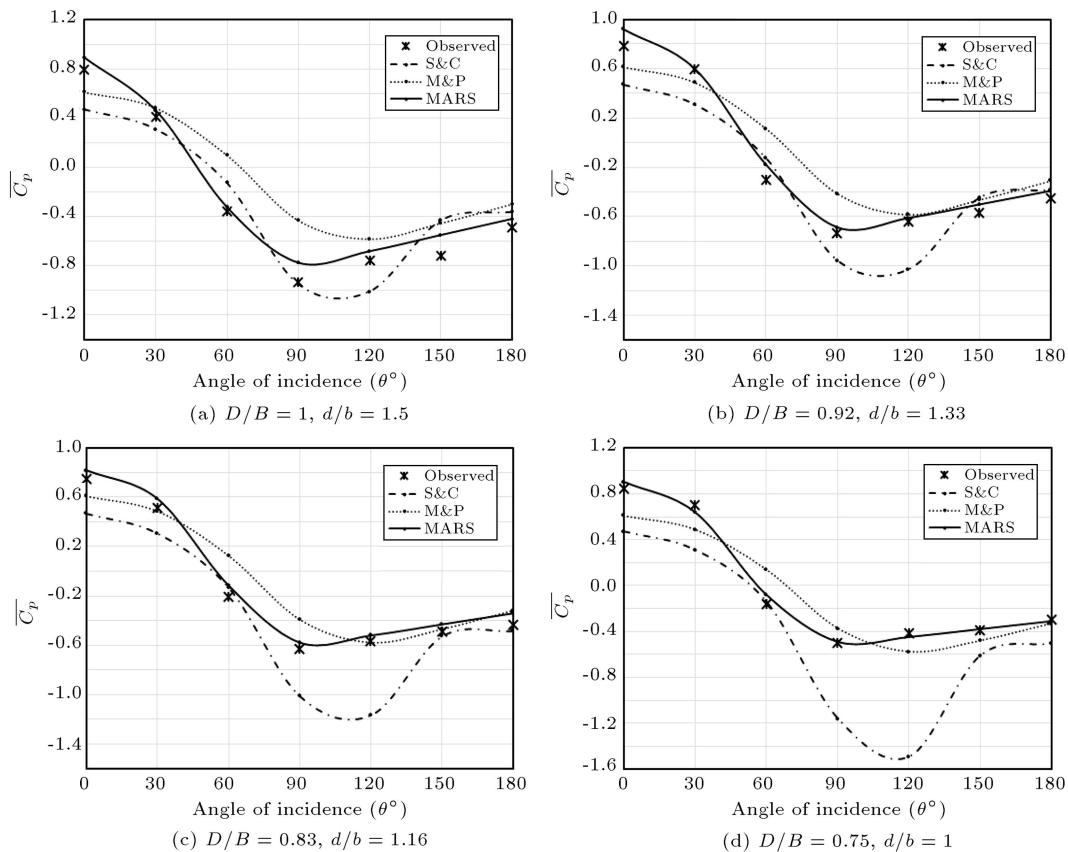 1.2
0.8
0.4
0.0
-0.4
-0.8
-1.2
Cp
Observed
S&C
M&P
MARS
0 30 60 90 120 150 180
Angle of incidence (θ°)
(a) D/B = 1, d/b = 1.5
1.0
0.6
0.2
-0.2
-0.6
-1.0
-1.4
Cp
Observed
S&C
M&P
MARS
0 30 60 90 120 150 180
Angle of incidence (θ°)
(b) D/B = 0.92, d/b = 1.33
1.0
0.6
0.2
-0.2
-0.6
-1.0
-1.4
Cp
Observed
S&C
M&P
MARS
0 30 60 90 120 150 180
Angle of incidence (θ°)
(c) D/B = 0.83, d/b = 1.16
1.2
0.8
0.4
0.0
-0.4
-0.8
-1.2
-1.6
Cp
Observed
S&C
M&P
MARS
0 30 60 90 120 150 180
Angle of incidence (θ°)
(d) D/B = 0.75, d/b = 1